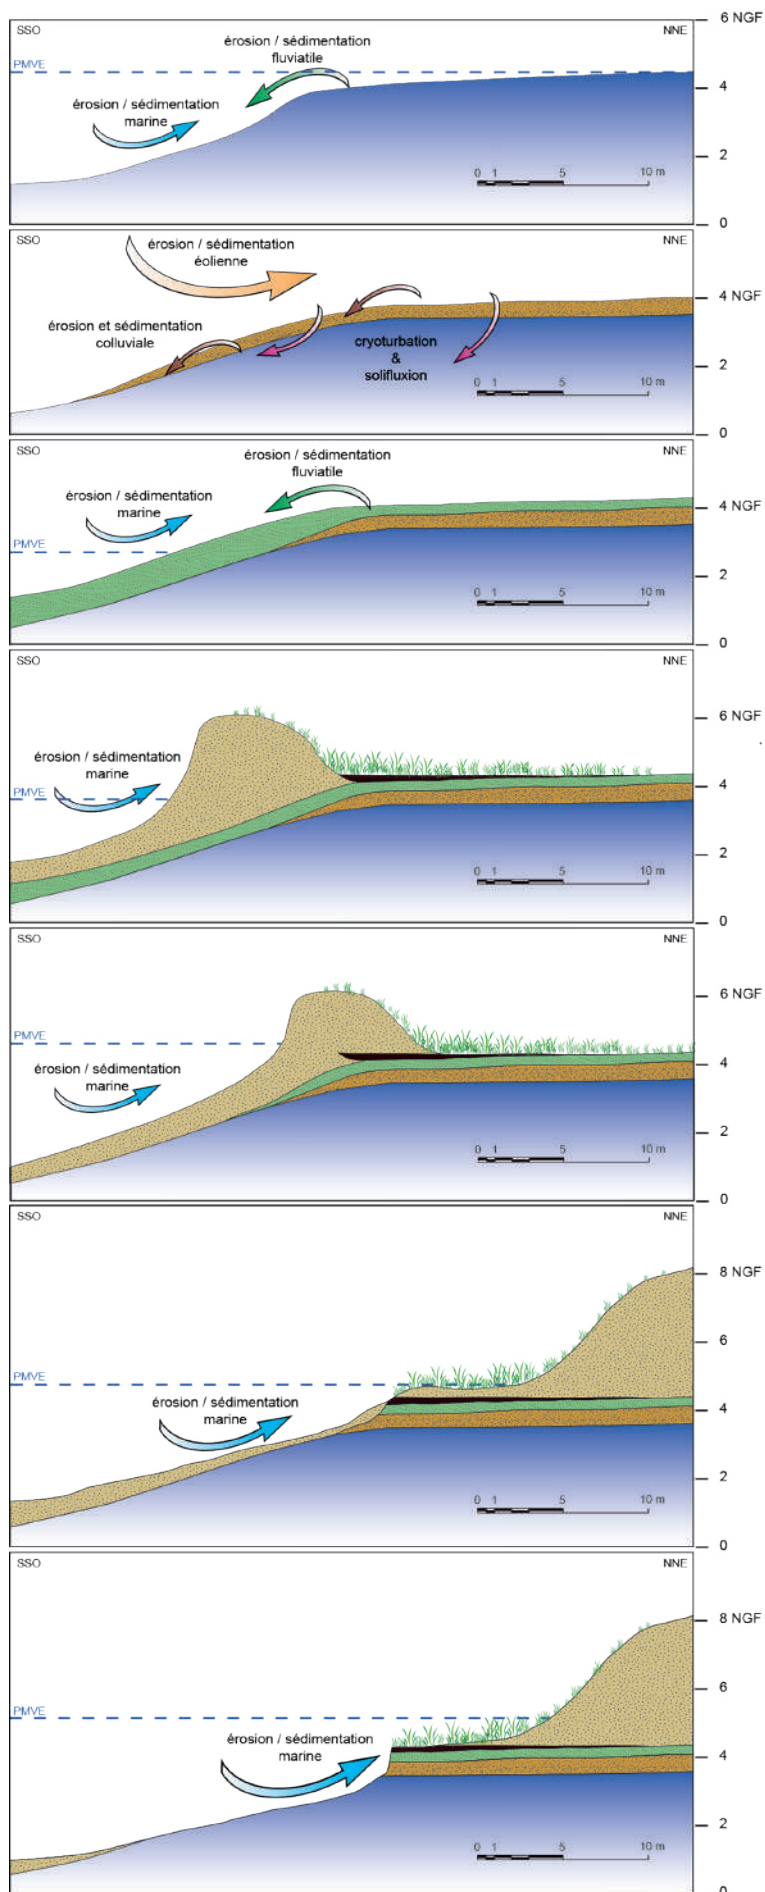 SSO
NNE
6 NGF
érosion / sédimentation
fluviatile
PMVE
érosion / sédimentation
marine
4
2
0 1 5 10 m
0
SSO
NNE
érosion / sédimentation
éolienne
4 NGF
érosion et sédimentation
colluviale
cryoturbation
&
solifluxion
2
0 1 5 10 m
0
SSO
NNE
érosion / sédimentation
fluviatile
érosion / sédimentation
marine
4 NGF
PMVE
2
0 1 5 10 m
0
SSO
NNE
6 NGF
érosion / sédimentation
marine
PMVE
4
2
0 1 5 10 m
0
SSO
NNE
6 NGF
PMVE
érosion / sédimentation
marine
4
2
0 1 5 10 m
0
SSO
NNE
8 NGF
6
PMVE
érosion / sédimentation
marine
4
2
0 1 5 10 m
0
SSO
NNE
8 NGF
6
PMVE
érosion / sédimentation
marine
4
2
0 1 5 10 m
0